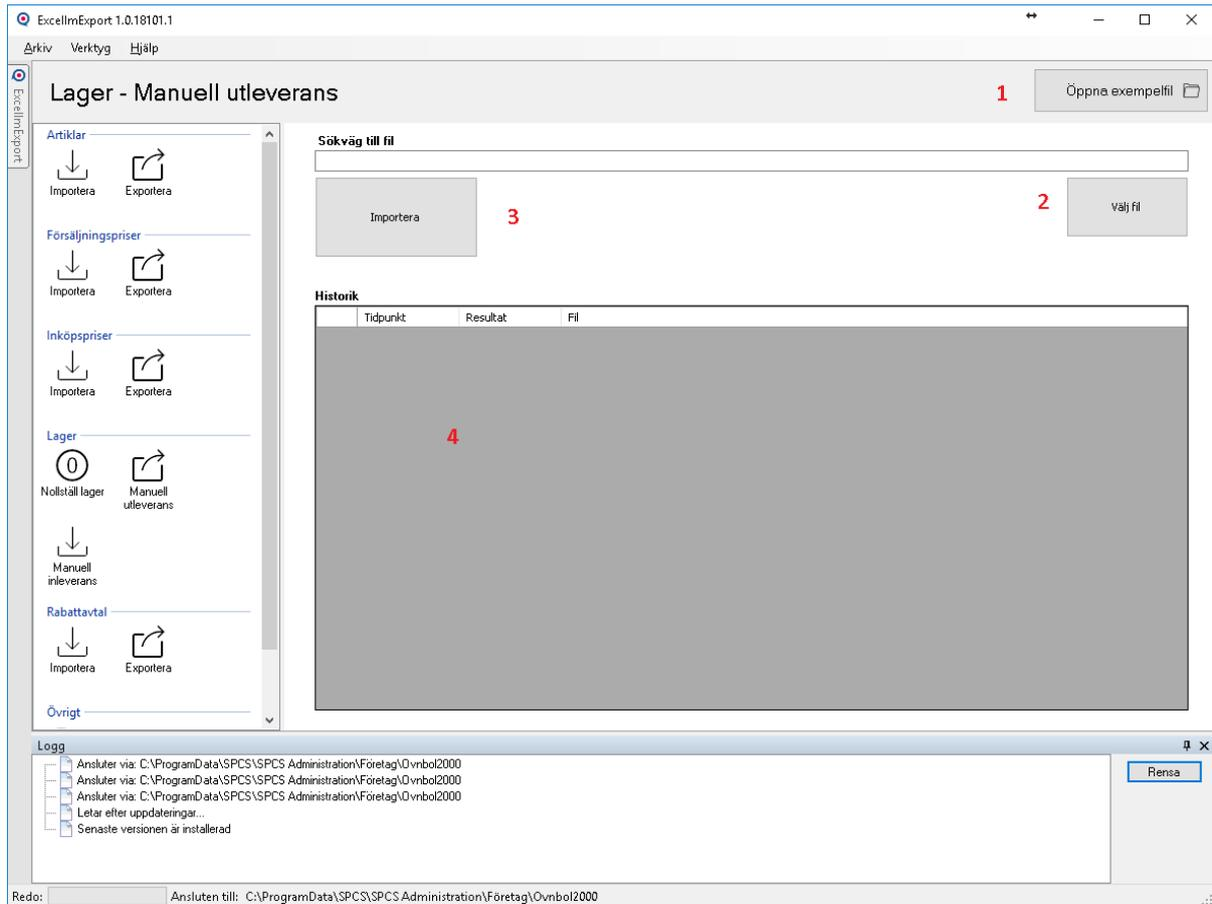 ExcelImExport 1.0.18101.1
Arkiv Verktyg Hjälp
ExcelImExport
Lager - Manuell utleverans
1
Öppna exempelfil
Artiklar
Importera Exportera
Försäljningspriser
Importera Exportera
Inköpspriser
Importera Exportera
Lager
0
Nollställ lager
Manuell
utleverans
Manuell
inleverans
Rabattavtal
Importera Exportera
Övrigt
Sökväg till fil
Importera
3
2
Välj fil
Historik
Tidpunkt Resultat Fil
4
Logg
Ansluter via: C:\ProgramData\SPCS\SPCS Administration\Företag\Ovnbol2000
Ansluter via: C:\ProgramData\SPCS\SPCS Administration\Företag\Ovnbol2000
Ansluter via: C:\ProgramData\SPCS\SPCS Administration\Företag\Ovnbol2000
Letar efter uppdateringar...
Senaste versionen är installerad
Rensa
Redo: Ansluten till: C:\ProgramData\SPCS\SPCS Administration\Företag\Ovnbol2000